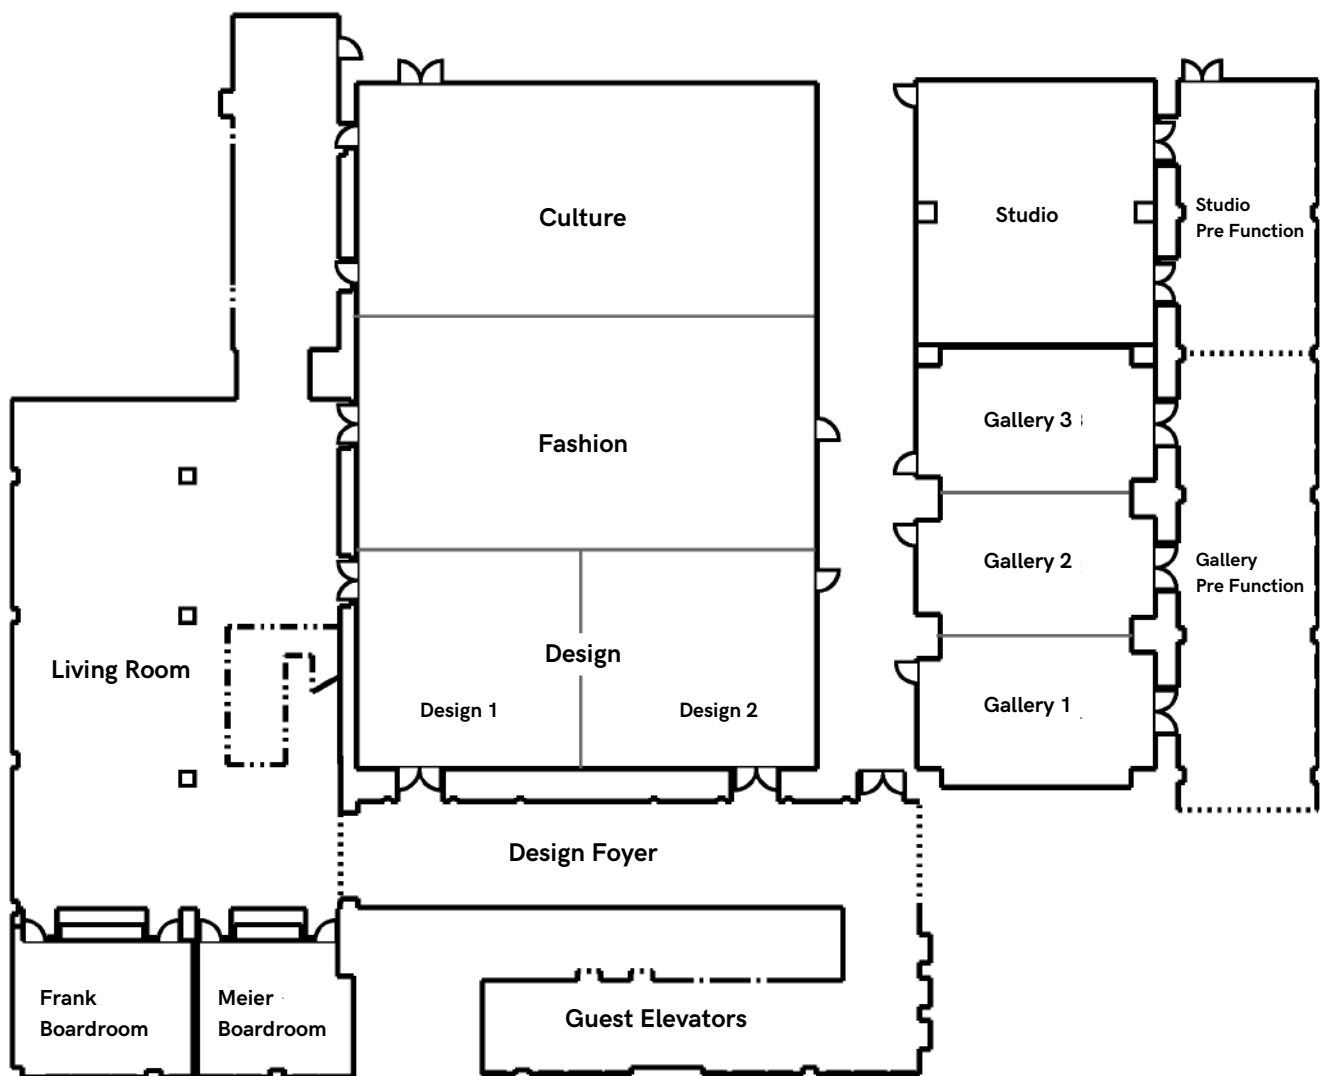 Culture
Studio
Studio
Pre Function
Fashion
Gallery 3
Gallery 2
Gallery
Pre Function
Living Room
Design
Design 1
Design 2
Gallery 1
Design Foyer
Frank
Boardroom
Meier
Boardroom
Guest Elevators